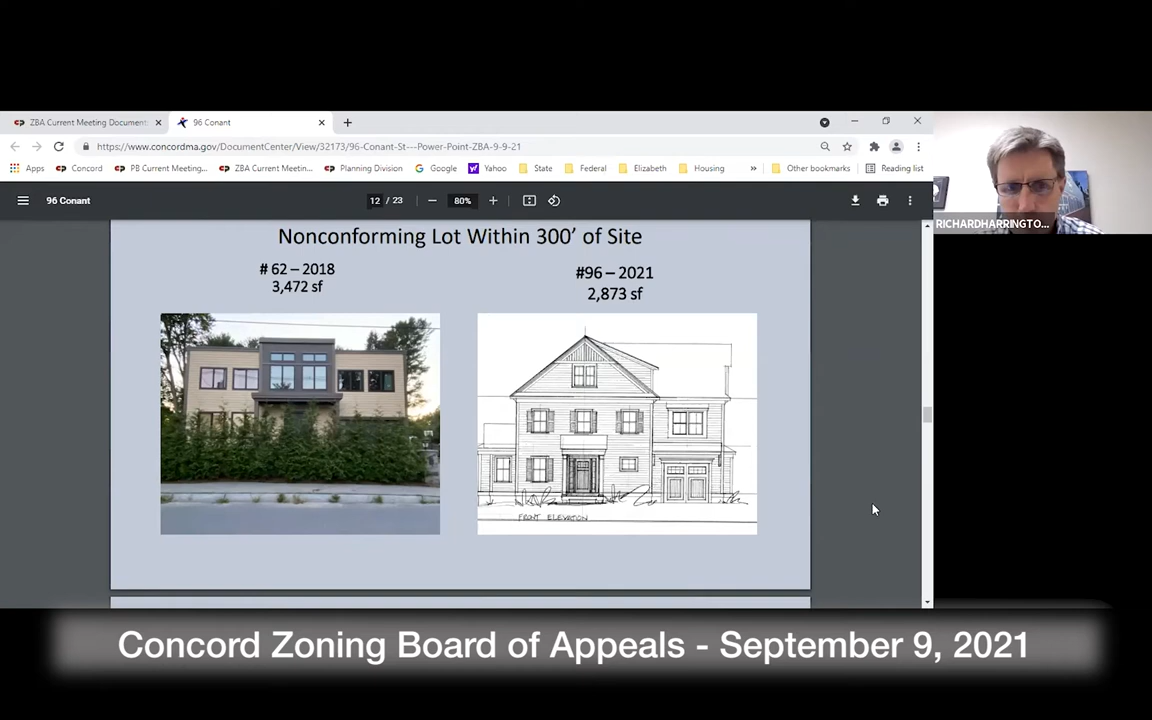 ZBA Current Meeting Document:
96 Conant
https://www.concordma.gov/DocumentCenter/View/32173/96-Conant-St---Power-Point-ZBA-9-9-21
Apps Concord PB Current Meeting... ZBA Current Meetin... Planning Division Google Yahoo State Federal Elizabeth Housing » Other bookmarks Reading list
96 Conant 12 / 23 80%
RICHARDHARRINGTO...
Nonconforming Lot Within 300' of Site
# 62 – 2018
3,472 sf
#96 – 2021
2,873 sf
FRONT ELEVATION
Concord Zoning Board of Appeals - September 9, 2021